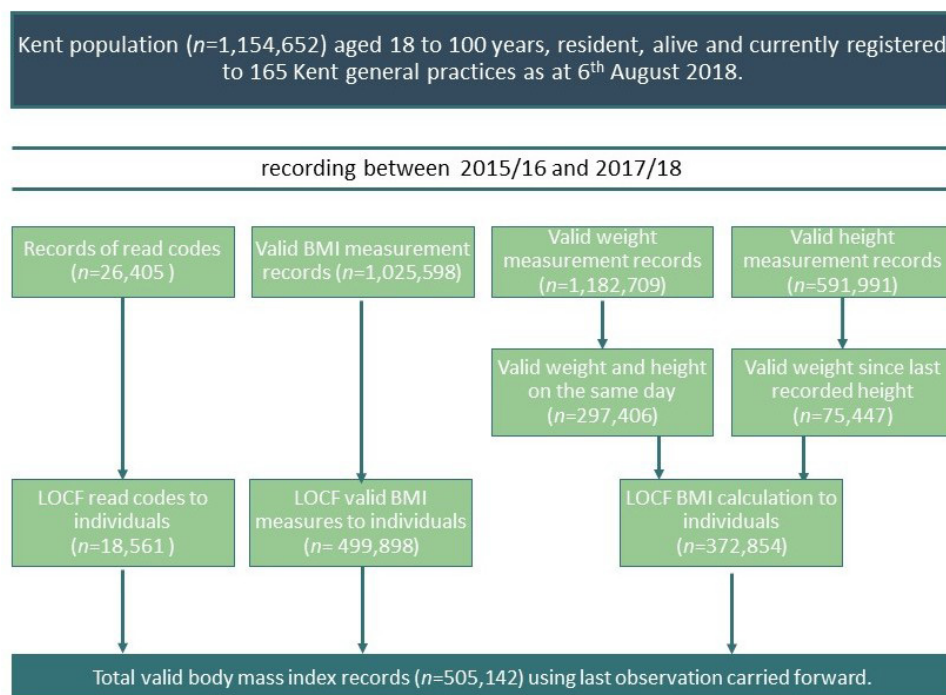 Kent population (n=1,154,652) aged 18 to 100 years, resident, alive and currently registered
to 165 Kent general practices as at 6th August 2018.
recording between 2015/16 and 2017/18
Records of read codes
(n=26,405 )
Valid BMI measurement
records (n=1,025,598)
Valid weight
measurement records
(n=1,182,709)
Valid height
measurement records
(n=591,991)
Valid weight and height
on the same day
(n=297,406)
Valid weight since last
recorded height
(n=75,447)
LOCF read codes to
individuals
(n=18,561 )
LOCF valid BMI
measures to individuals
(n= 499,898)
LOCF BMI calculation to
individuals
(n=372,854)
Total valid body mass index records (n=505,142) using last observation carried forward.